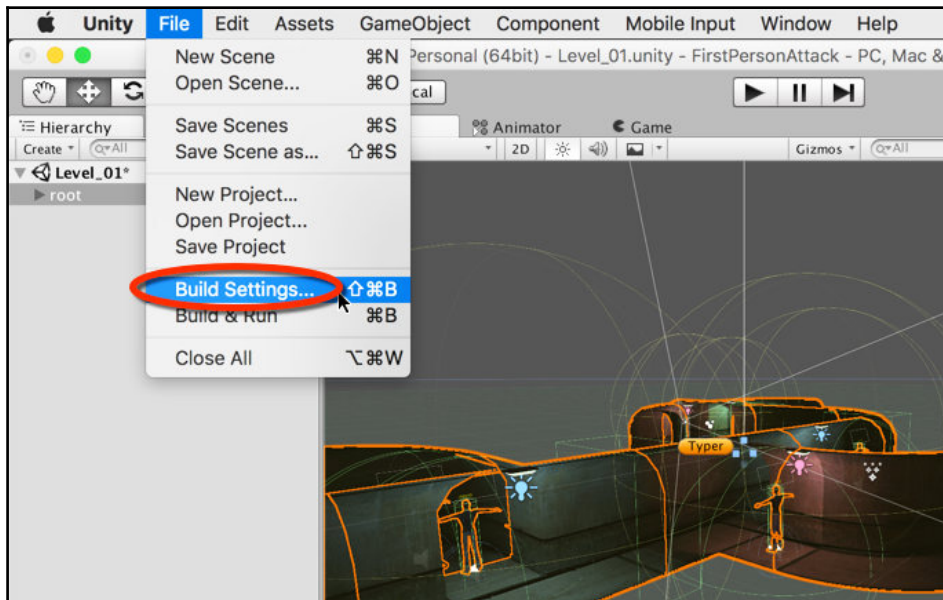 Unity File Edit Assets GameObject Component Mobile Input Window Help
Personal (64bit) - Level_01.unity - FirstPersonAttack - PC, Mac &
New Scene ⌘N
Open Scene... ⌘O
cal
Save Scenes ⌘S
Save Scene as... ⇧⌘S
New Project...
Open Project...
Save Project
Build Settings... ⇧⌘B
Build & Run ⌘B
Close All ⌥⌘W
Hierarchy
Animator
Game
Create
All
2D
Gizmos
All
Level_01*
root
Typer